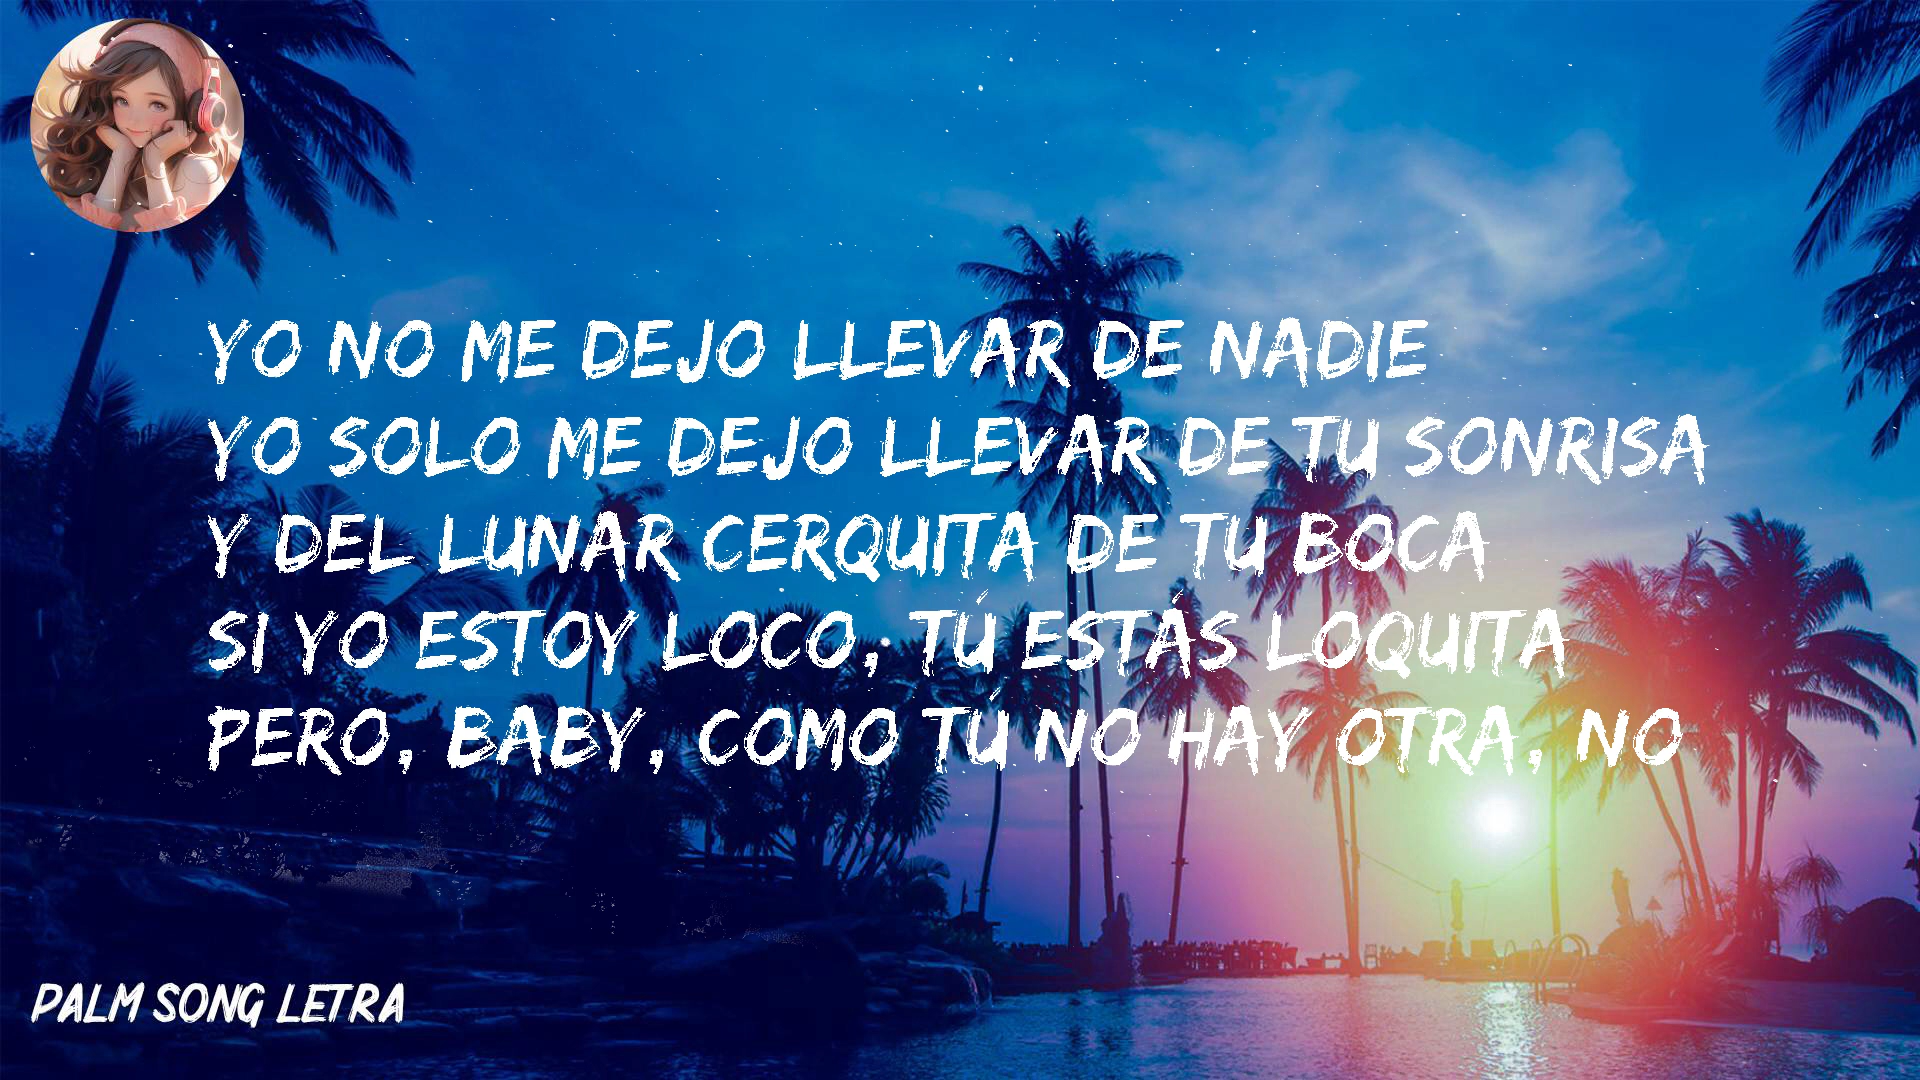 YO NO ME DEJO LLEVAR DE NADIE
YO SOLO ME DEJO LLEVAR DE TU SONRISA
Y DEL LUNAR CERQUITA DE TU BOCA
SI YO ESTOY LOCO, TÚ ESTÁS LOQUITA
PERO, BABY, COMO TÚ NO HAY OTRA, NO
PALM SONG LETRA